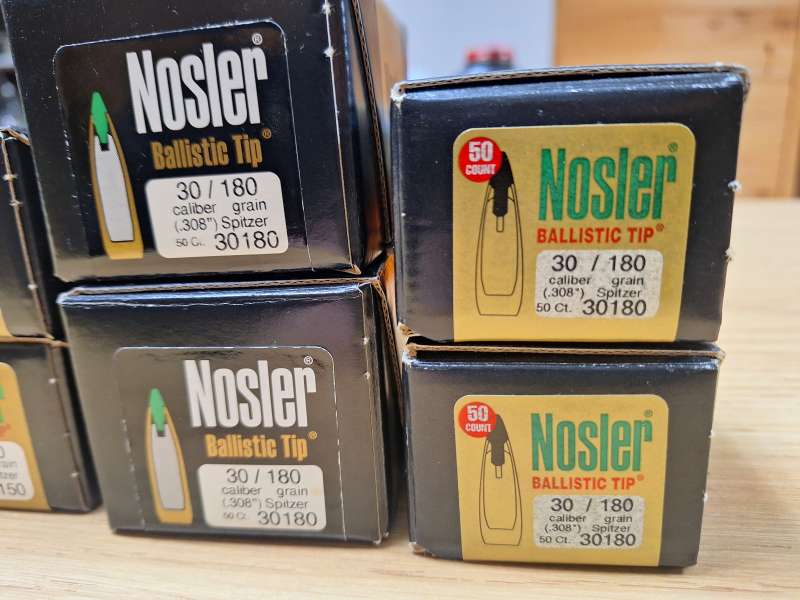 Nosler®
Ballistic Tip®
30 / 180
caliber grain
(.308") Spitzer
50 Ct. 30180
50
COUNT
Nosler®
BALLISTIC TIP®
30 / 180
caliber grain
(.308") Spitzer
50 Ct. 30180
Nosler®
Ballistic Tip®
30 / 180
caliber grain
(.308") Spitzer
50 Ct. 30180
50
COUNT
Nosler®
BALLISTIC TIP®
30 / 180
caliber grain
(.308") Spitzer
50 Ct. 30180
150